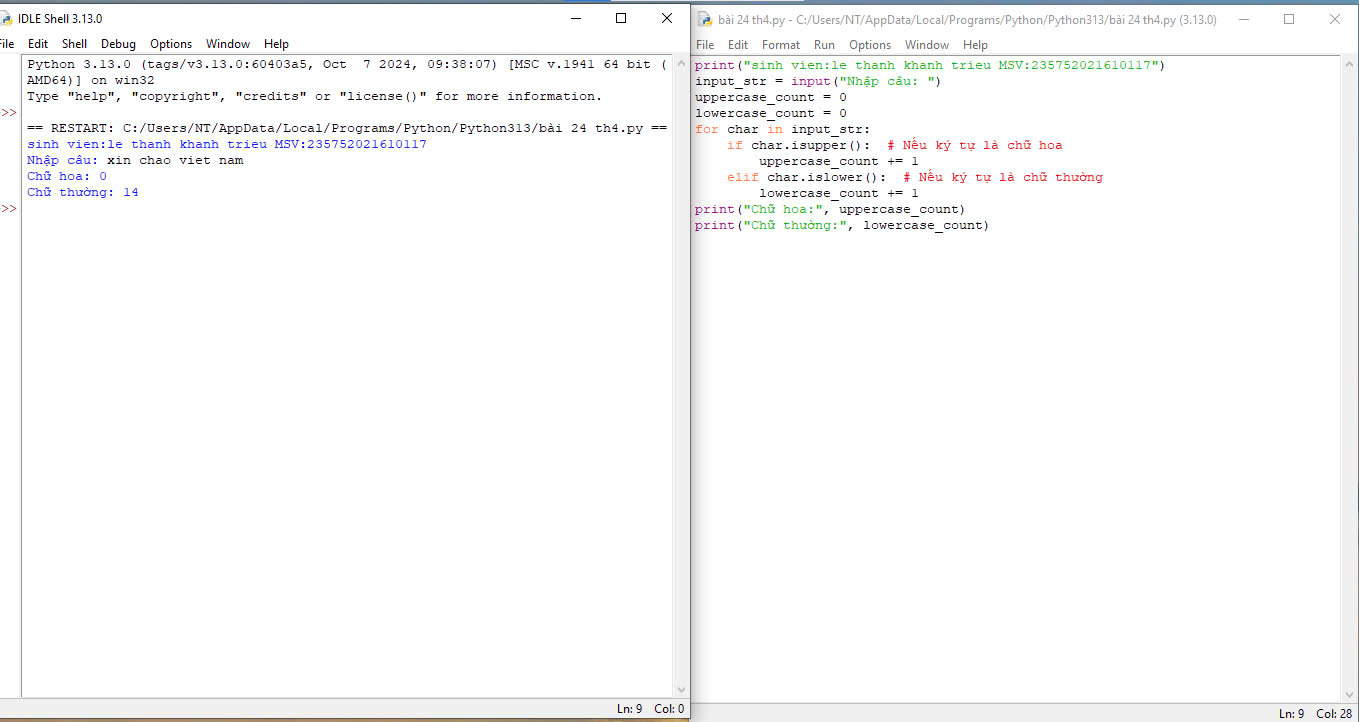 IDLE Shell 3.13.0
File Edit Shell Debug Options Window Help
Python 3.13.0 (tags/v3.13.0:60403a5, Oct  7 2024, 09:38:07) [MSC v.1941 64 bit (
AMD64)] on win32
Type "help", "copyright", "credits" or "license()" for more information.
>>
== RESTART: C:/Users/NT/AppData/Local/Programs/Python/Python313/bài 24 th4.py ==
sinh vien:le thanh khanh trieu MSV:235752021610117
Nhập câu: xin chao viet nam
Chữ hoa: 0
Chữ thường: 14
>>
Ln: 9 Col: 0
bài 24 th4.py - C:/Users/NT/AppData/Local/Programs/Python/Python313/bài 24 th4.py (3.13.0)
File Edit Format Run Options Window Help
print("sinh vien:le thanh khanh trieu MSV:235752021610117")
input_str = input("Nhập câu: ")
uppercase_count = 0
lowercase_count = 0
for char in input_str:
    if char.isupper():  # Nếu ký tự là chữ hoa
        uppercase_count += 1
    elif char.islower():  # Nếu ký tự là chữ thường
        lowercase_count += 1
print("Chữ hoa:", uppercase_count)
print("Chữ thường:", lowercase_count)
Ln: 9 Col: 28